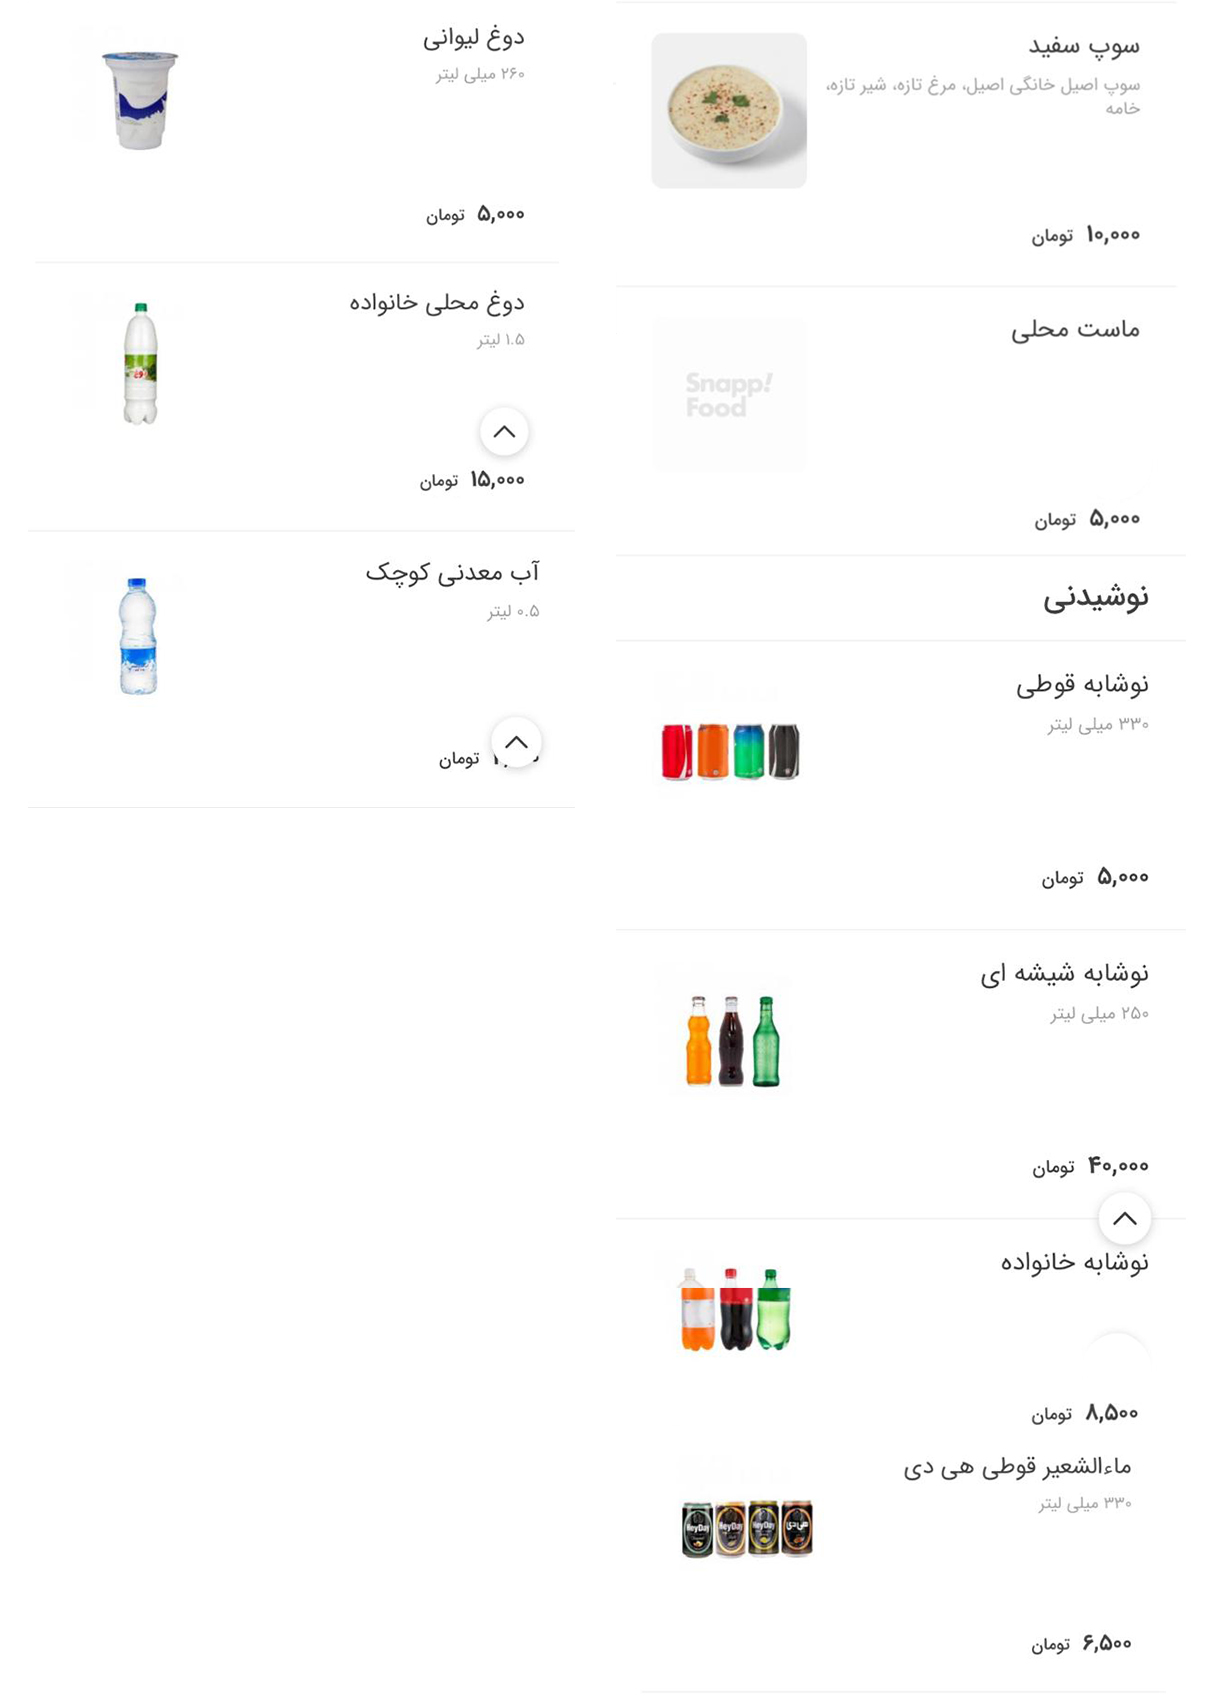 سوپ سفید
سوپ اصیل خانگی اصیل، مرغ تازه، شیر تازه،
خامه
۱۰,۰۰۰ تومان
ماست محلی
Snapp!
Food
۵,۰۰۰ تومان
نوشیدنی
نوشابه قوطی
۳۳۰ میلی لیتر
۵,۰۰۰ تومان
نوشابه شیشه ای
۲۵۰ میلی لیتر
۴۰,۰۰۰ تومان
نوشابه خانواده
۸,۵۰۰ تومان
ماءالشعیر قوطی هی دی
۳۳۰ میلی لیتر
HeyDay HeyDay HeyDay هی دی
۶,۵۰۰ تومان
دوغ لیوانی
۲۶۰ میلی لیتر
۵,۰۰۰ تومان
دوغ محلی خانواده
۱.۵ لیتر
دوغ
۱۵,۰۰۰ تومان
آب معدنی کوچک
۰.۵ لیتر
تومان